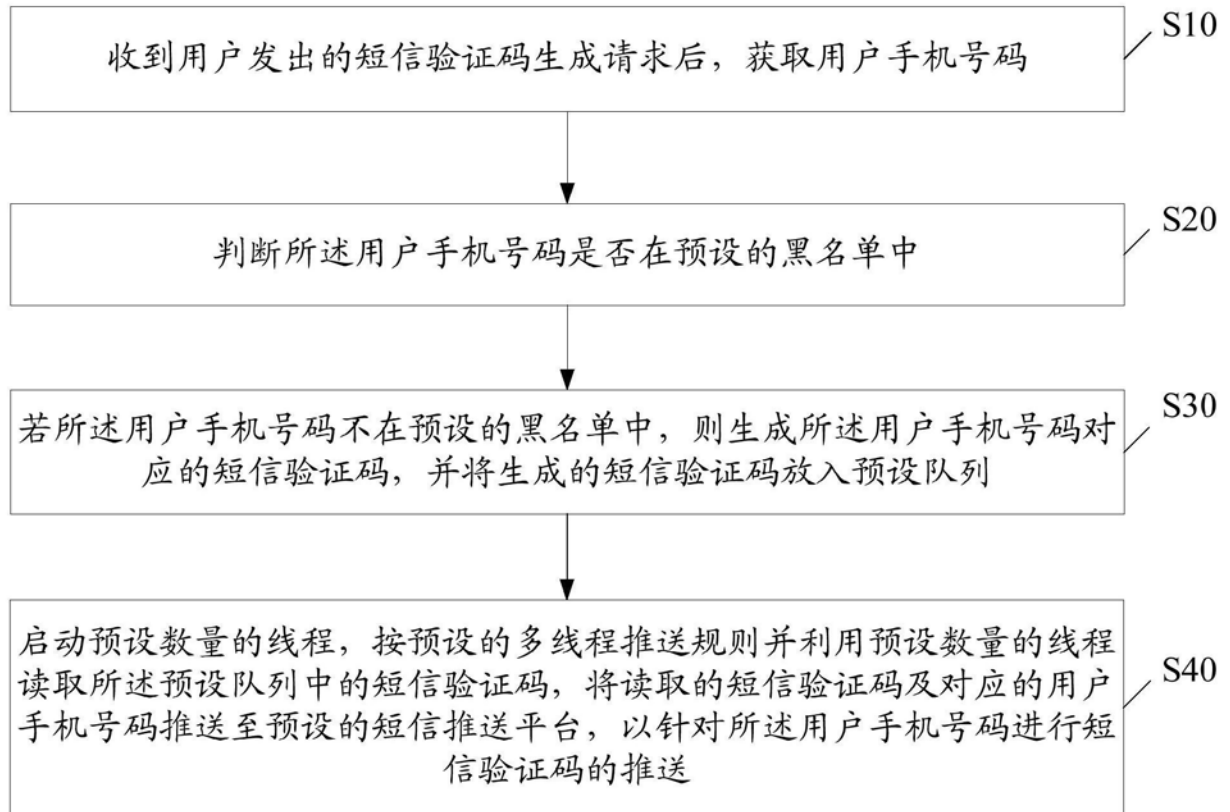 收到用户发出的短信验证码生成请求后，获取用户手机号码
S10
判断所述用户手机号码是否在预设的黑名单中
S20
若所述用户手机号码不在预设的黑名单中，则生成所述用户手机号码对
应的短信验证码，并将生成的短信验证码放入预设队列
S30
启动预设数量的线程，按预设的多线程推送规则并利用预设数量的线程
读取所述预设队列中的短信验证码，将读取的短信验证码及对应的用户
手机号码推送至预设的短信推送平台，以针对所述用户手机号码进行短
信验证码的推送
S40